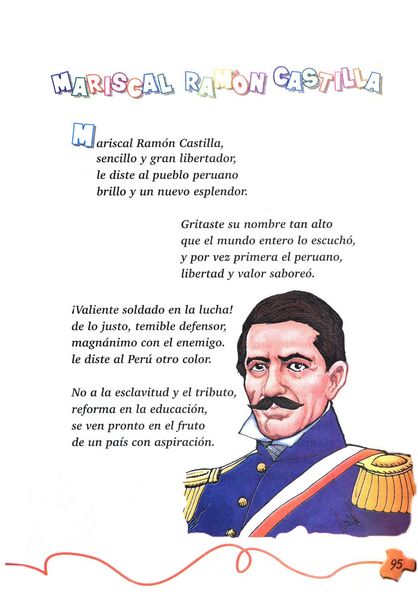 MARISCAL RAMÓN CASTILLA
Mariscal Ramón Castilla,
sencillo y gran libertador,
le diste al pueblo peruano
brillo y un nuevo esplendor.
Gritaste su nombre tan alto
que el mundo entero lo escuchó,
y por vez primera el peruano,
libertad y valor saboreó.
¡Valiente soldado en la lucha!
de lo justo, temible defensor,
magnánimo con el enemigo.
le diste al Perú otro color.
No a la esclavitud y el tributo,
reforma en la educación,
se ven pronto en el fruto
de un país con aspiración.
95